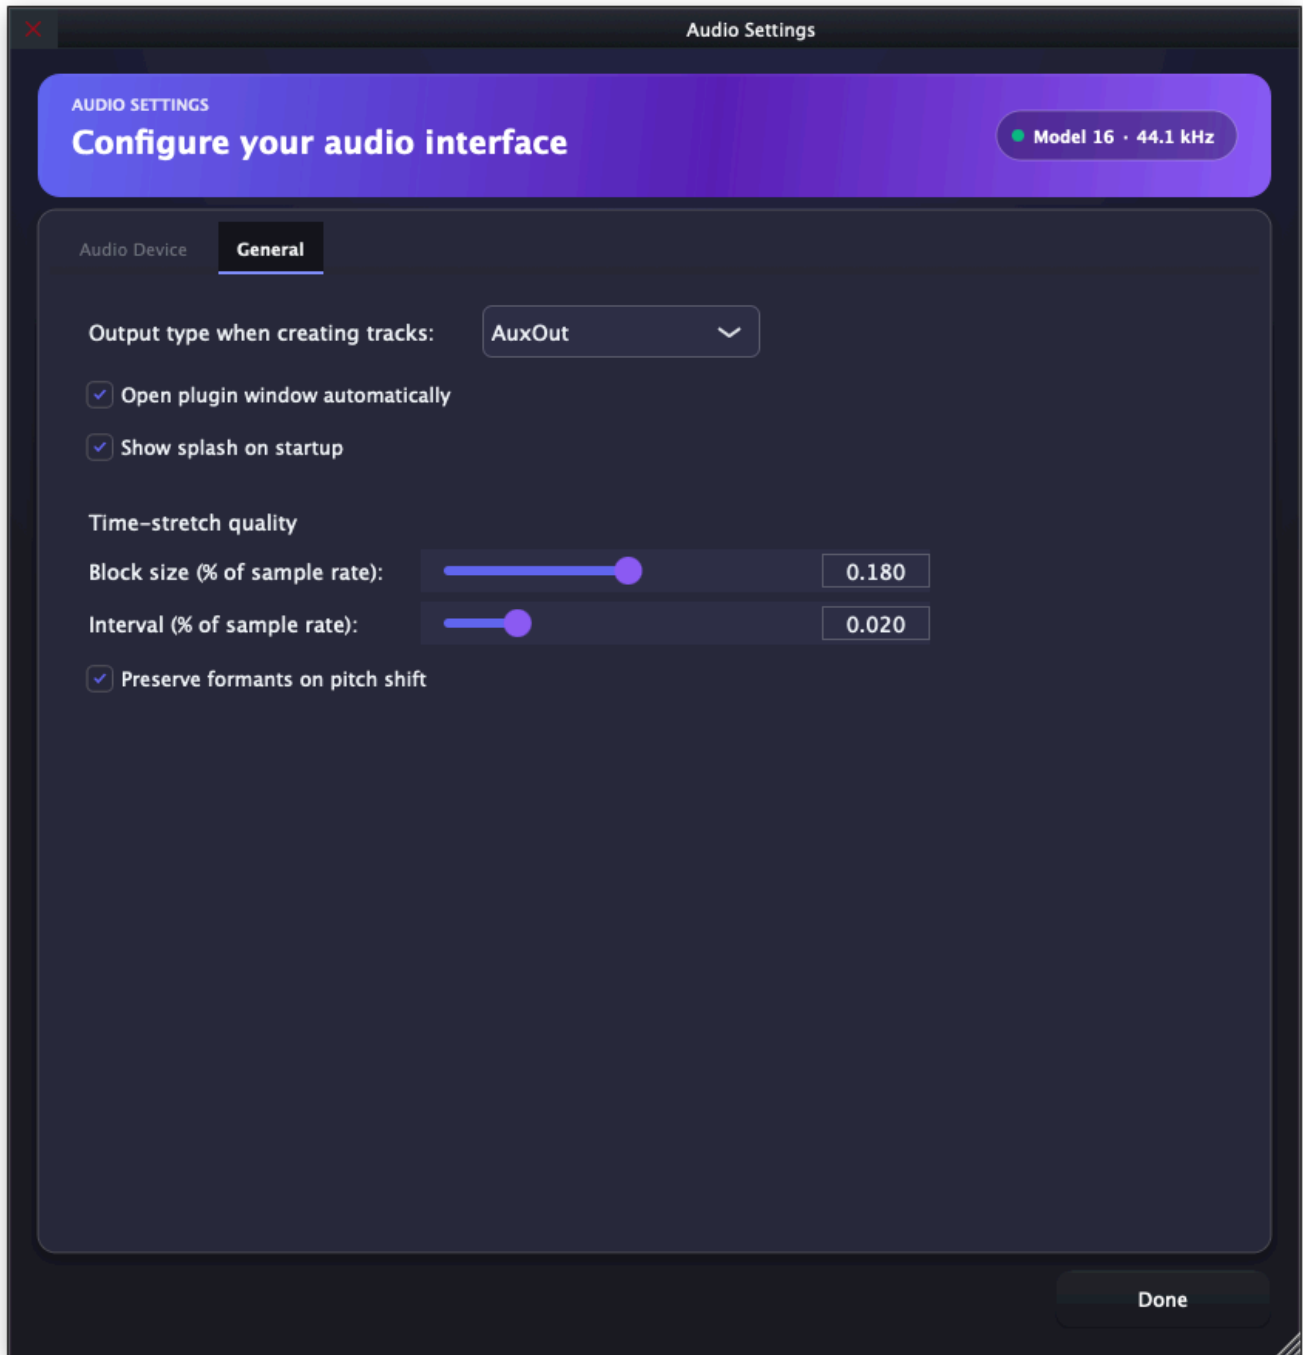 Audio Settings
AUDIO SETTINGS
Configure your audio interface
Model 16 · 44.1 kHz
Audio Device
General
Output type when creating tracks:
AuxOut
Open plugin window automatically
Show splash on startup
Time-stretch quality
Block size (% of sample rate):
0.180
Interval (% of sample rate):
0.020
Preserve formants on pitch shift
Done